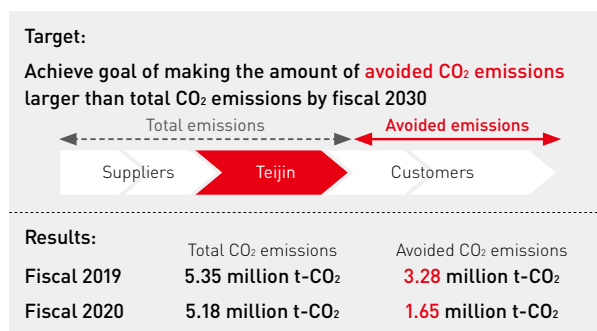 Target:
Achieve goal of making the amount of avoided CO₂ emissions
larger than total CO₂ emissions by fiscal 2030
Total emissions Avoided emissions
Suppliers Teijin Customers
Results:
Total CO₂ emissions Avoided CO₂ emissions
Fiscal 2019 5.35 million t-CO₂ 3.28 million t-CO₂
Fiscal 2020 5.18 million t-CO₂ 1.65 million t-CO₂